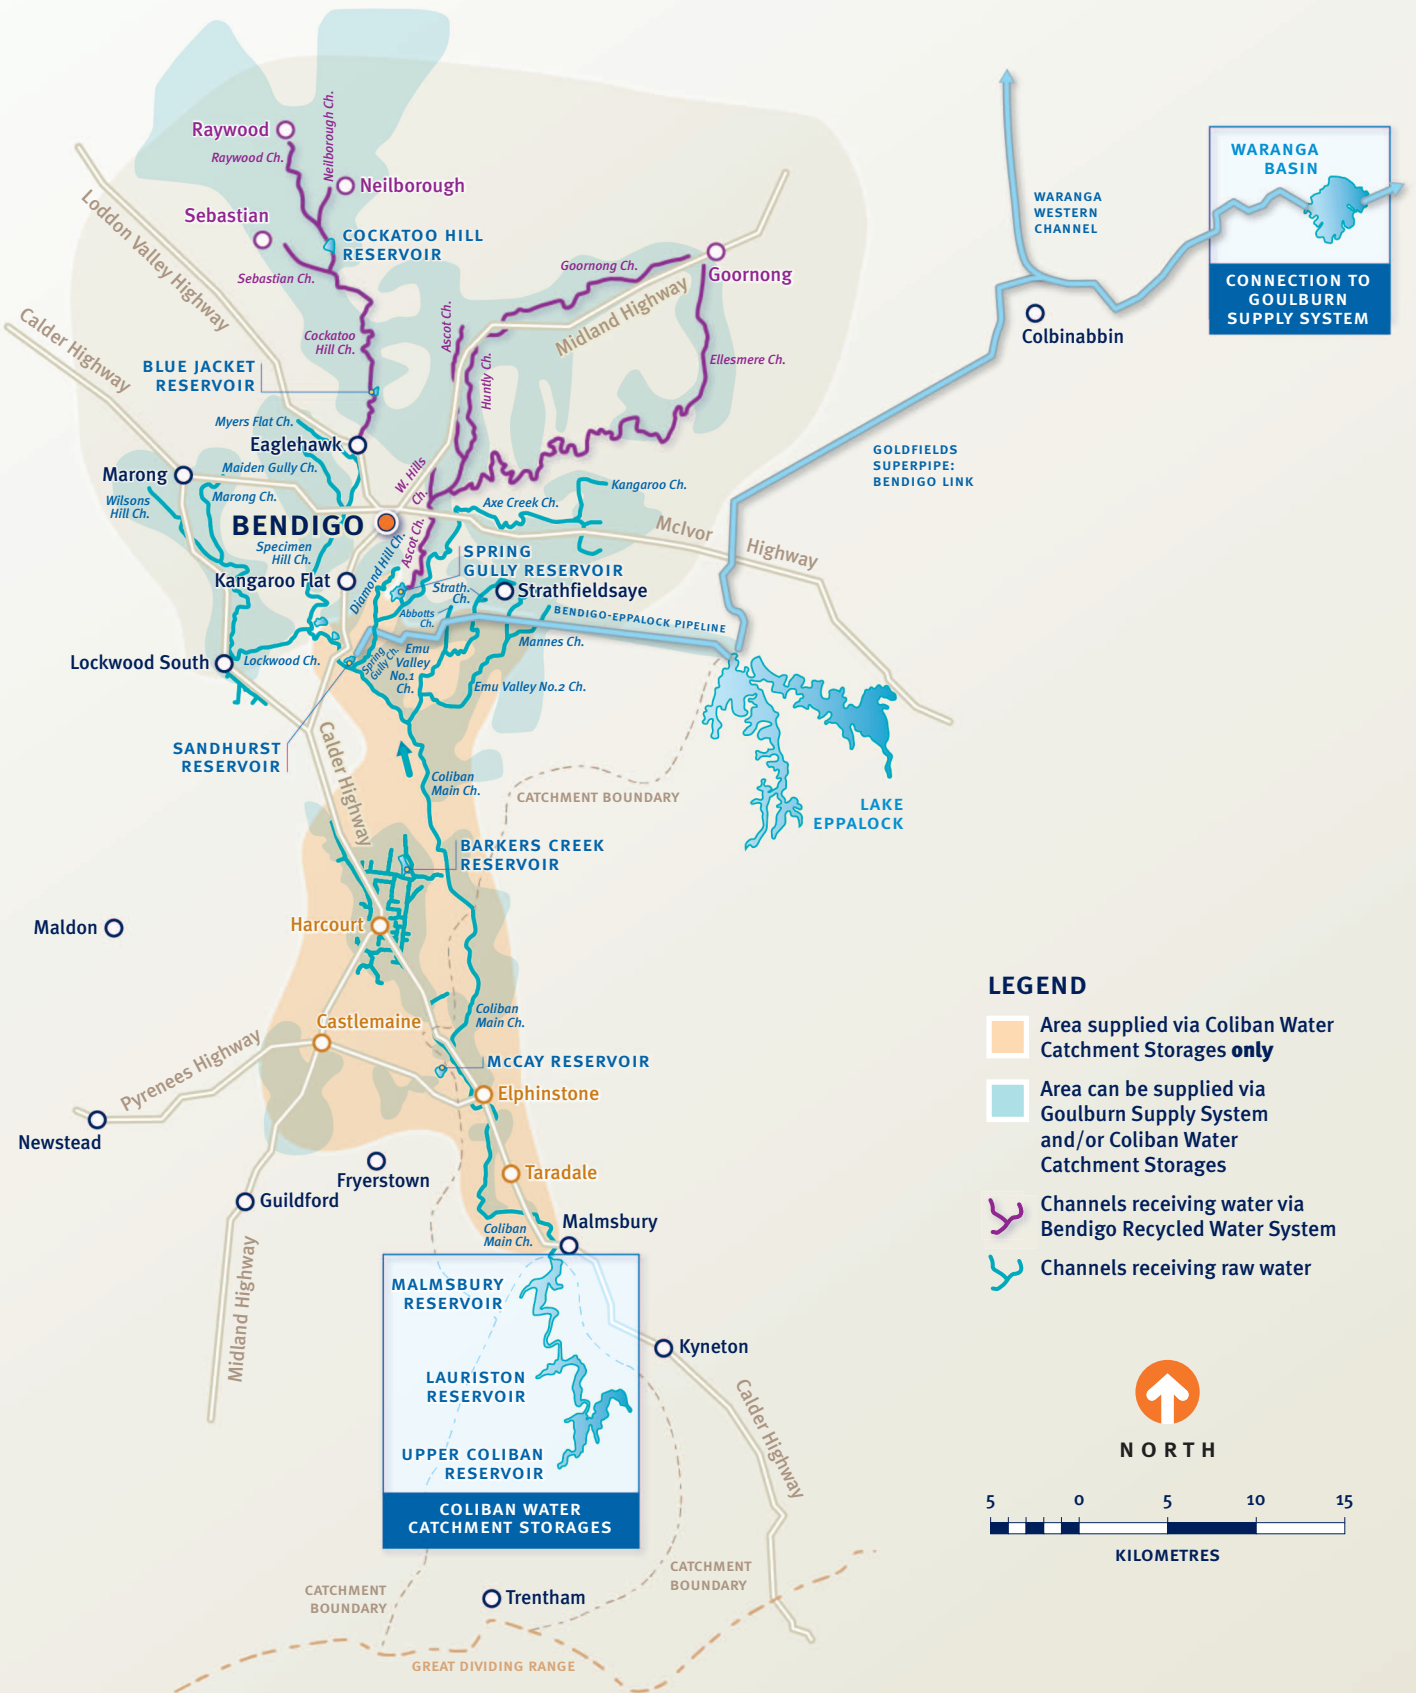 Raywood
Raywood Ch.
Neilborough Ch.
Neilborough
Sebastian
COCKATOO HILL
RESERVOIR
Sebastian Ch.
Loddon Valley Highway
Calder Highway
Cockatoo
Hill Ch.
BLUE JACKET
RESERVOIR
Goornong Ch.
Goornong
Ascot Ch.
Huntly Ch.
Midland Highway
Ellesmere Ch.
WARANGA
WESTERN
CHANNEL
WARANGA
BASIN
CONNECTION TO
GOULBURN
SUPPLY SYSTEM
Colbinabbin
GOLDFIELDS
SUPERPIPE:
BENDIGO LINK
Myers Flat Ch.
Eaglehawk
Marong
Maiden Gully Ch.
Wilsons
Hill Ch.
Marong Ch.
W. Hills
Ch.
Kangaroo Ch.
Axe Creek Ch.
McIvor
Highway
BENDIGO
Specimen
Hill Ch.
Diamond Hill Ch.
Ascot Ch.
SPRING
GULLY RESERVOIR
Kangaroo Flat
Strath.
Ch.
Strathfieldsaye
Abbotts
Ch.
BENDIGO-EPPALOCK PIPELINE
Mannes Ch.
Lockwood South
Lockwood Ch.
Spring
Gully Ch.
Emu
Valley
No.1
Ch.
Emu Valley No.2 Ch.
SANDHURST
RESERVOIR
Calder Highway
Coliban
Main Ch.
CATCHMENT BOUNDARY
LAKE
EPPALOCK
BARKERS CREEK
RESERVOIR
Maldon
Harcourt
Coliban
Main Ch.
Castlemaine
Pyrenees Highway
McCAY RESERVOIR
Elphinstone
Newstead
Fryerstown
Taradale
Guildford
Coliban
Main Ch.
Malmsbury
Midland Highway
MALMSBURY
RESERVOIR
LAURISTON
RESERVOIR
UPPER COLIBAN
RESERVOIR
COLIBAN WATER
CATCHMENT STORAGES
Kyneton
Calder Highway
CATCHMENT
BOUNDARY
CATCHMENT
BOUNDARY
Trentham
GREAT DIVIDING RANGE
LEGEND
Area supplied via Coliban Water
Catchment Storages only
Area can be supplied via
Goulburn Supply System
and/or Coliban Water
Catchment Storages
Channels receiving water via
Bendigo Recycled Water System
Channels receiving raw water
NORTH
5 0 5 10 15
KILOMETRES